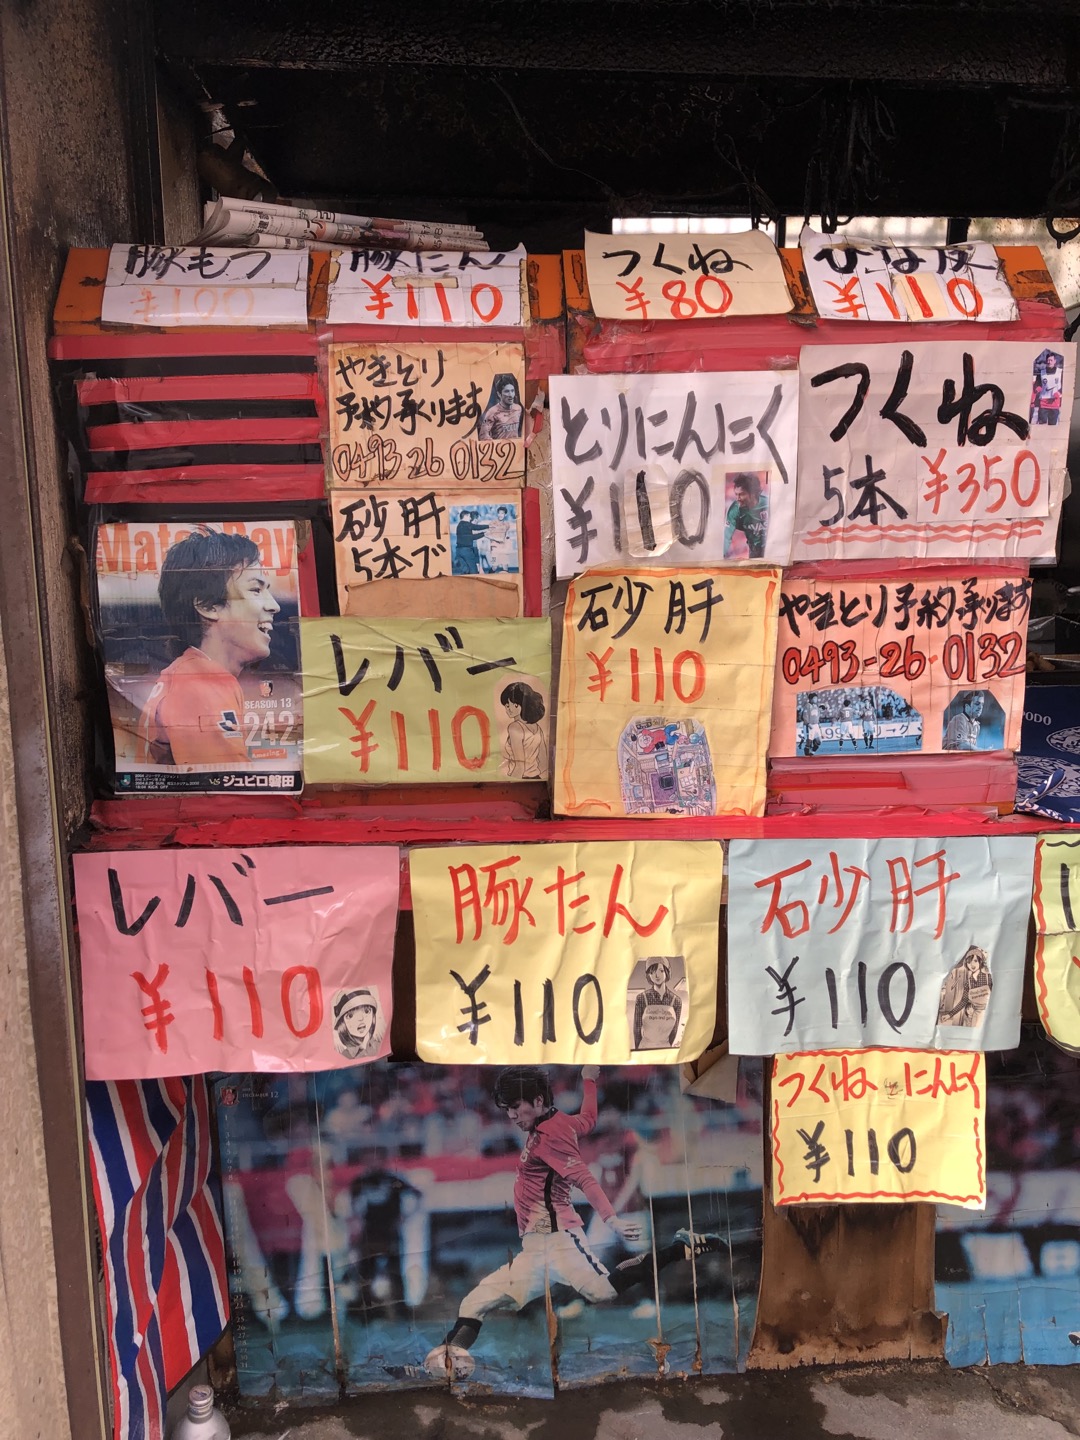 豚もつ
¥100
豚たん
¥110
つくね
¥80
ひな皮
¥110
やきとり
予約承ります
0493-26 0132
砂肝
5本で
とりにんにく
¥110
つくね
5本 ¥350
MatchDay
SEASON 13
242
vs ジュビロ磐田
レバー
¥110
砂肝
¥110
やきとり予約承ります
0493-26-0132
レバー
¥110
豚たん
¥110
砂肝
¥110
つくね にんにく
¥110
DECEMBER 12